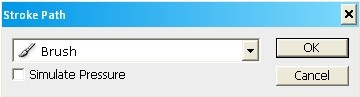 Stroke Path
Brush
OK
Simulate Pressure
Cancel